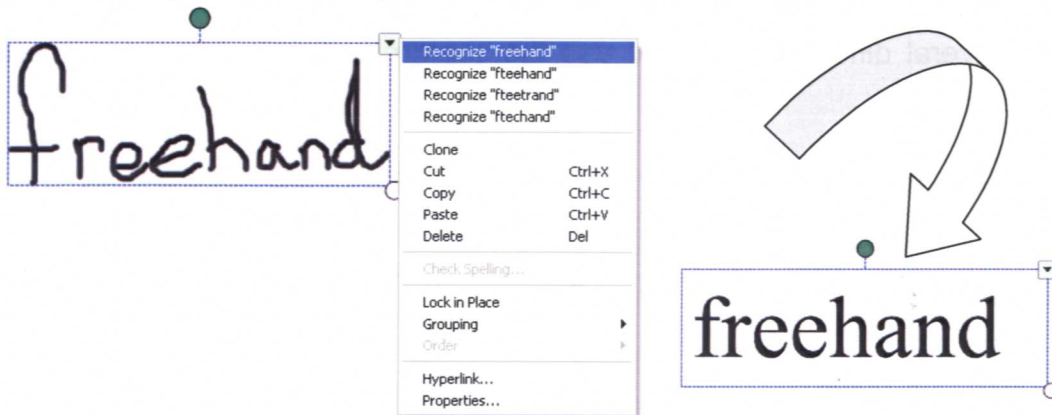 freehand
Recognize "freehand"
Recognize "fteehand"
Recognize "fteetrand"
Recognize "ftechand"
Clone
Cut Ctrl+X
Copy Ctrl+C
Paste Ctrl+V
Delete Del
Check Spelling...
Lock in Place
Grouping
Order
Hyperlink...
Properties...
freehand